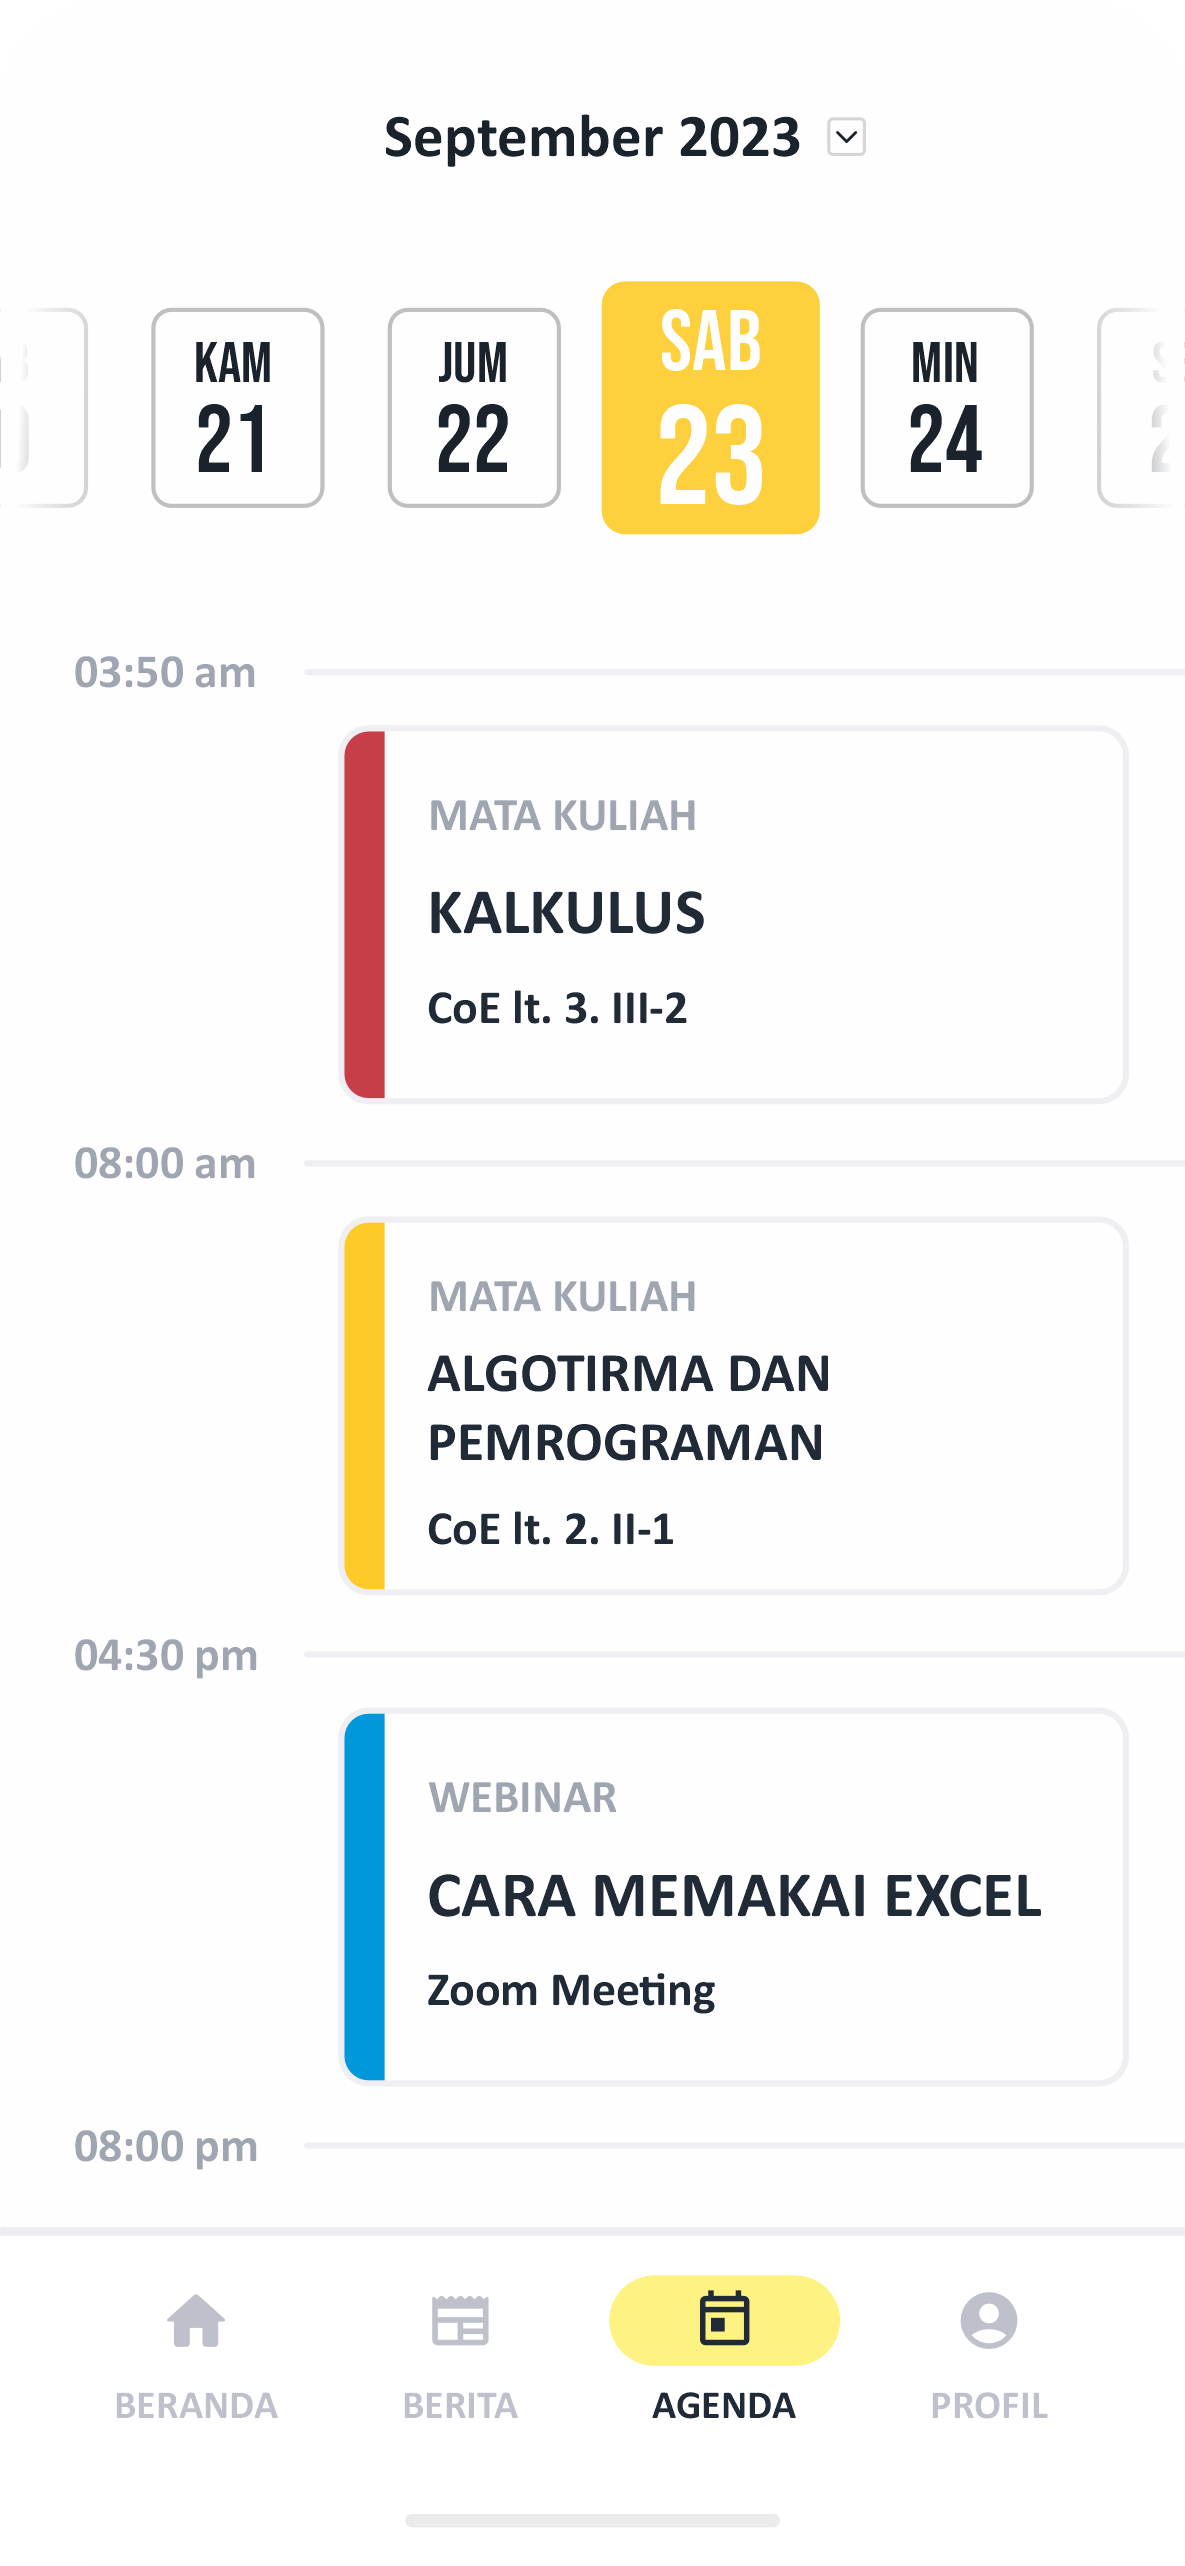 September 2023
KAM
21
JUM
22
SAB
23
MIN
24
03:50 am
MATA KULIAH
KALKULUS
CoE lt. 3. III-2
08:00 am
MATA KULIAH
ALGOTIRMA DAN
PEMROGRAMAN
CoE lt. 2. II-1
04:30 pm
WEBINAR
CARA MEMAKAI EXCEL
Zoom Meeting
08:00 pm
BERANDA
BERITA
AGENDA
PROFIL